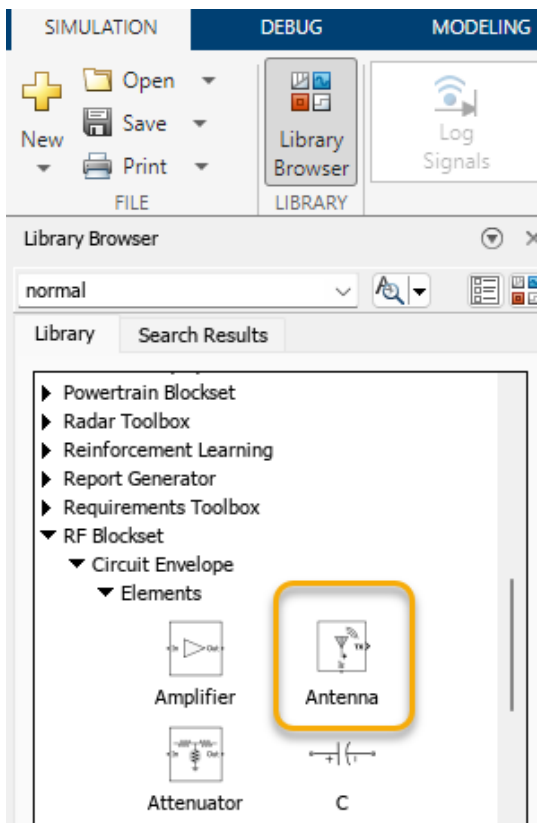 SIMULATION DEBUG MODELING
Open
Save
New
Print
Library
Browser
Log
Signals
FILE LIBRARY
Library Browser
normal
Library Search Results
Powertrain Blockset
Radar Toolbox
Reinforcement Learning
Report Generator
Requirements Toolbox
RF Blockset
Circuit Envelope
Elements
Amplifier Antenna
Attenuator C